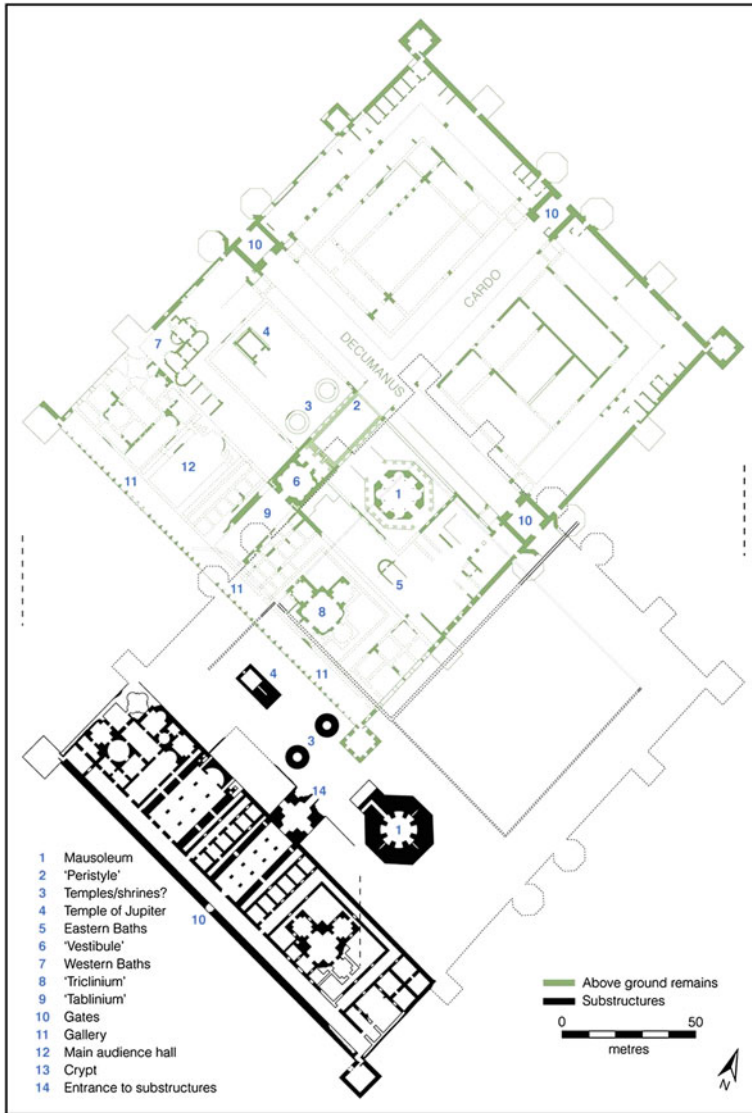 10
10
CARDO
4
7
DECUMANUS
3
2
12
6
1
11
9
10
5
11
8
4
11
3
14
1
10
1 Mausoleum
2 'Peristyle'
3 Temples/shrines?
4 Temple of Jupiter
5 Eastern Baths
6 'Vestibule'
7 Western Baths
8 'Triclinium'
9 'Tablinium'
10 Gates
11 Gallery
12 Main audience hall
13 Crypt
14 Entrance to substructures
Above ground remains
Substructures
0 50
metres
N